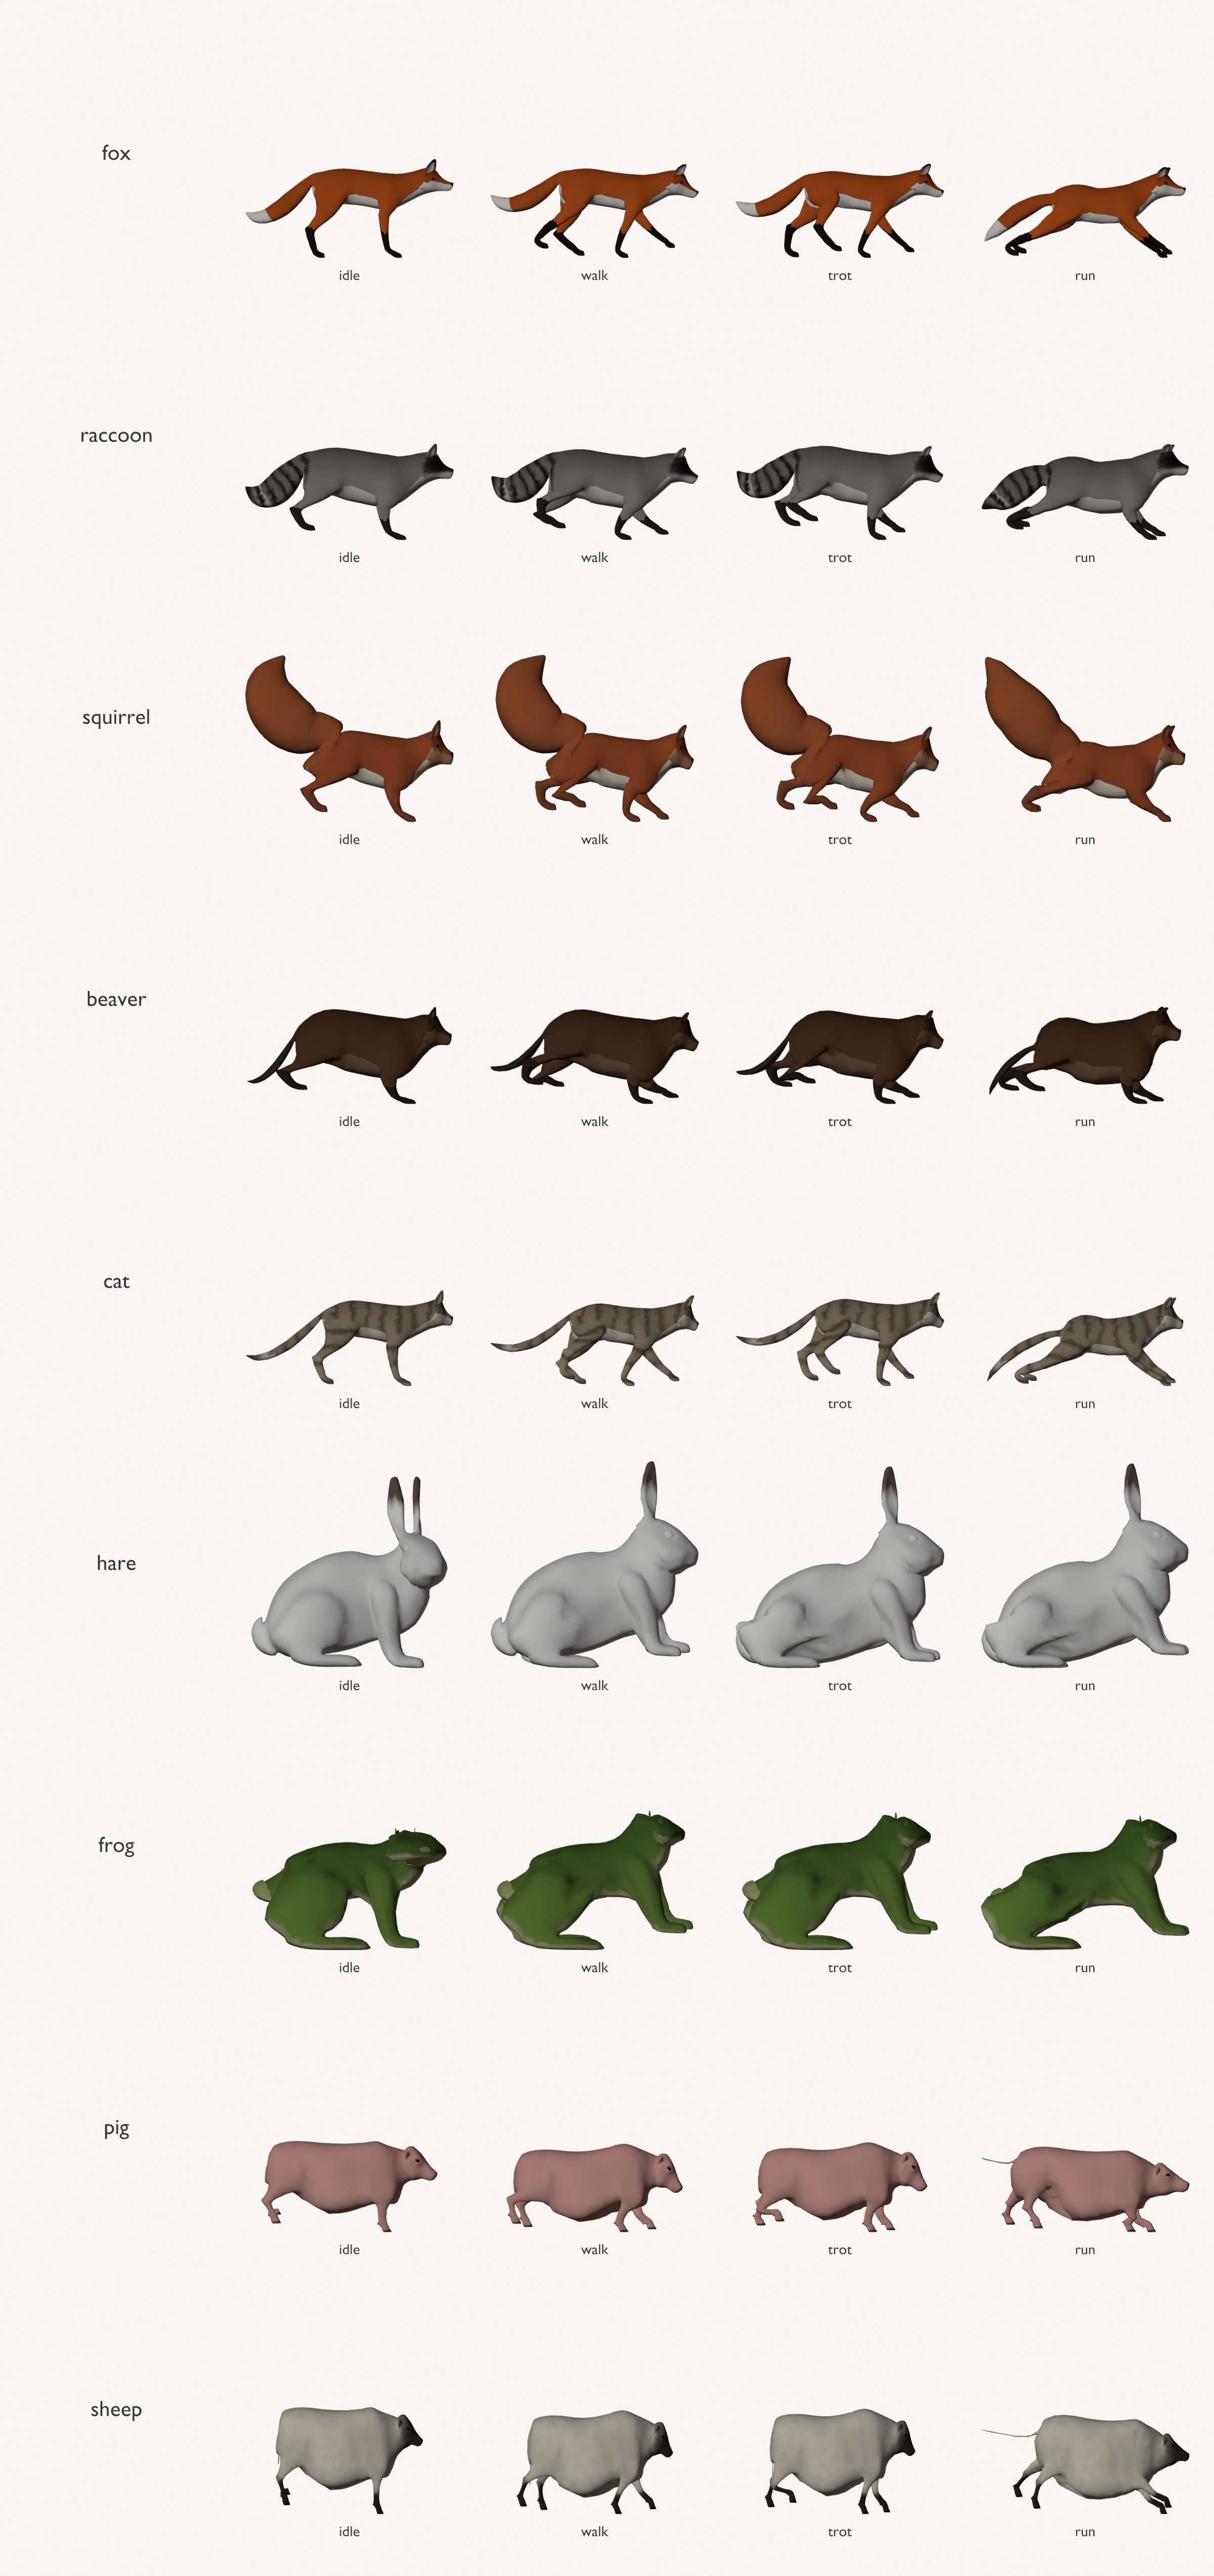 fox
idle walk trot run
raccoon
idle walk trot run
squirrel
idle walk trot run
beaver
idle walk trot run
cat
idle walk trot run
hare
idle walk trot run
frog
idle walk trot run
pig
idle walk trot run
sheep
idle walk trot run